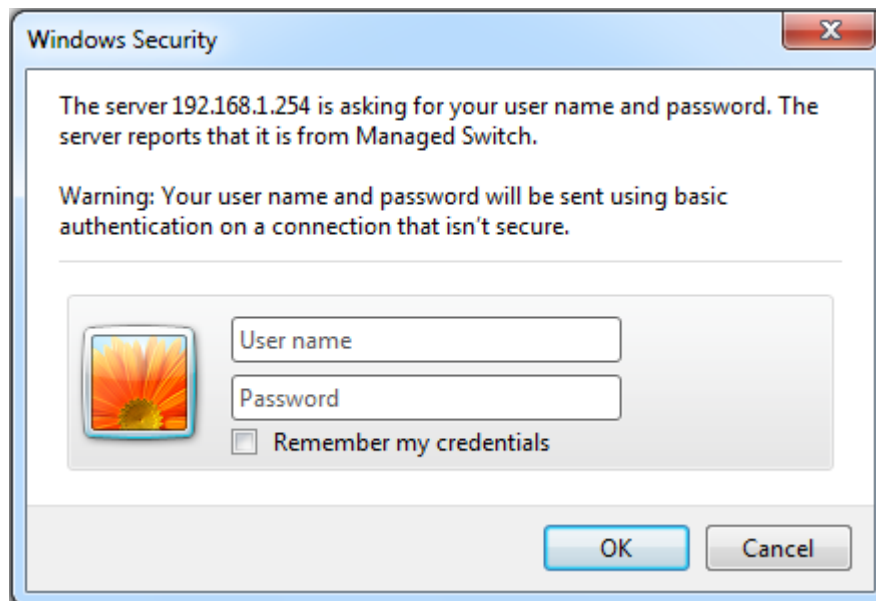 Windows Security
The server 192.168.1.254 is asking for your user name and password. The
server reports that it is from Managed Switch.
Warning: Your user name and password will be sent using basic
authentication on a connection that isn't secure.
User name
Password
Remember my credentials
OK
Cancel